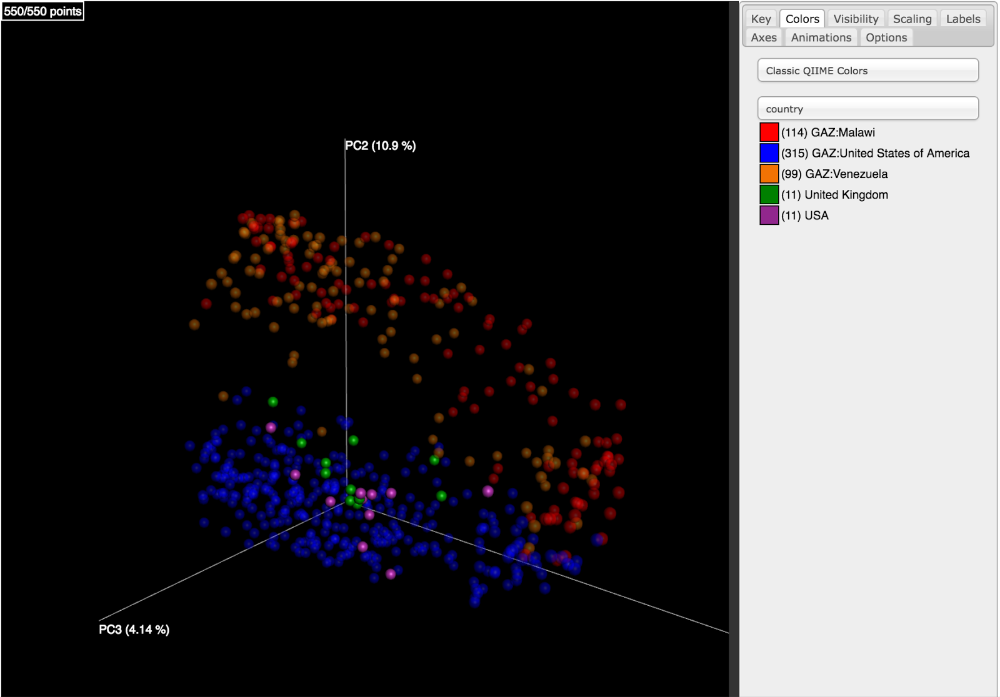 550/550 points
PC2 (10.9 %)
PC3 (4.14 %)
Key Colors Visibility Scaling Labels
Axes Animations Options
Classic QIIME Colors
country
(114) GAZ:Malawi
(315) GAZ:United States of America
(99) GAZ:Venezuela
(11) United Kingdom
(11) USA